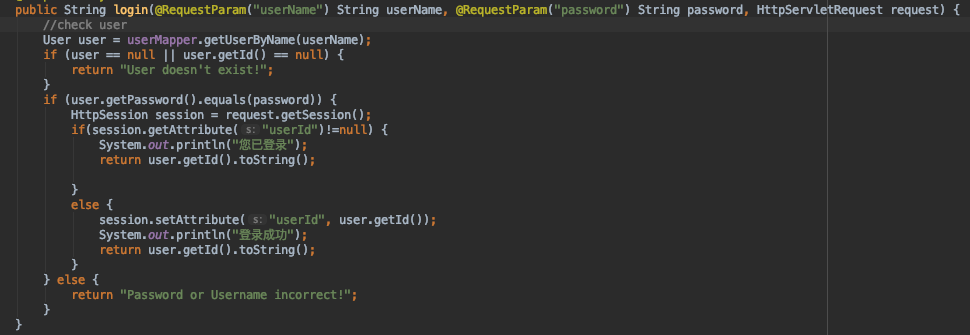 public String login(@RequestParam("userName") String userName, @RequestParam("password") String password, HttpServletRequest request) {
//check user
User user = userMapper.getUserByName(userName);
if (user == null || user.getId() == null) {
return "User doesn't exist!";
}
if (user.getPassword().equals(password)) {
HttpSession session = request.getSession();
if(session.getAttribute( s: "userId")!=null) {
System.out.println("您已登录");
return user.getId().toString();
}
else {
session.setAttribute( s: "userId", user.getId());
System.out.println("登录成功");
return user.getId().toString();
}
} else {
return "Password or Username incorrect!";
}
}